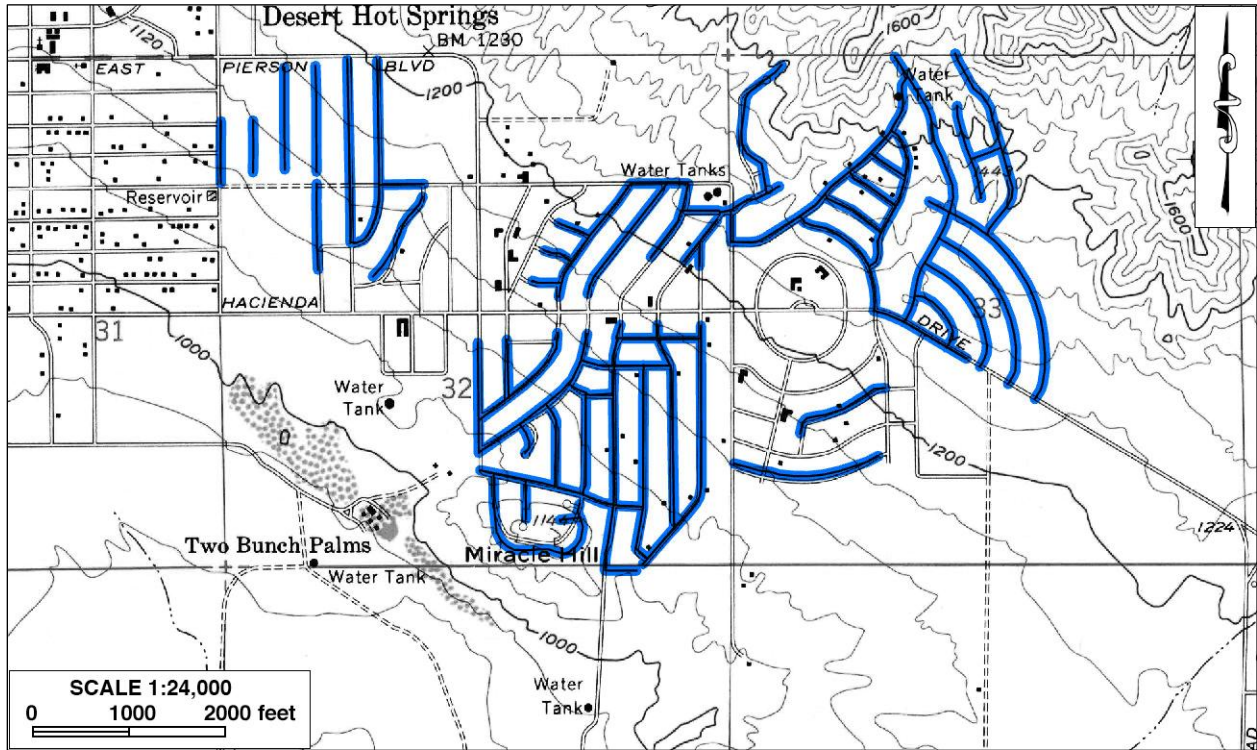 Desert Hot Springs
1120
BM 1230
EAST PIERSON BLVD
1200
1600
Water
Tank
Water Tanks
Reservoir
1600
HACIENDA
DRIVE
31
32
33
1000
Water
Tank
1200
1224
Two Bunch Palms
Miracle Hill
Water Tank
1000
Water
Tank
SCALE 1:24,000
0 1000 2000 feet